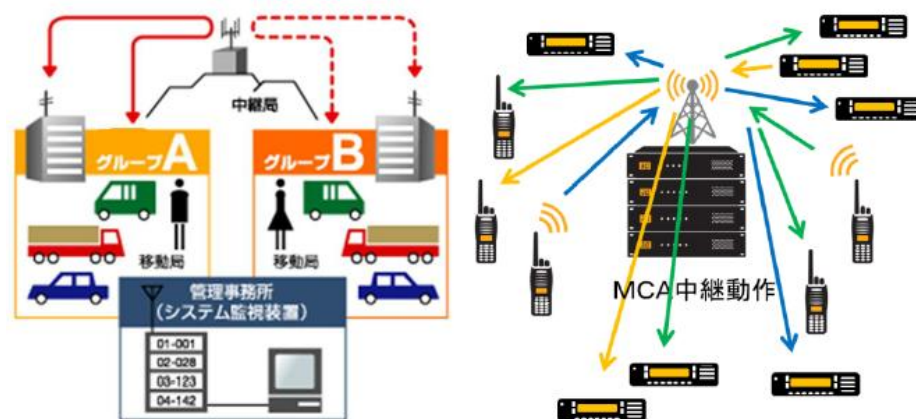 中継局
グループA
グループB
移動局
移動局
管理事務所
(システム監視装置)
01-001
02-028
03-123
04-142
MCA中継動作